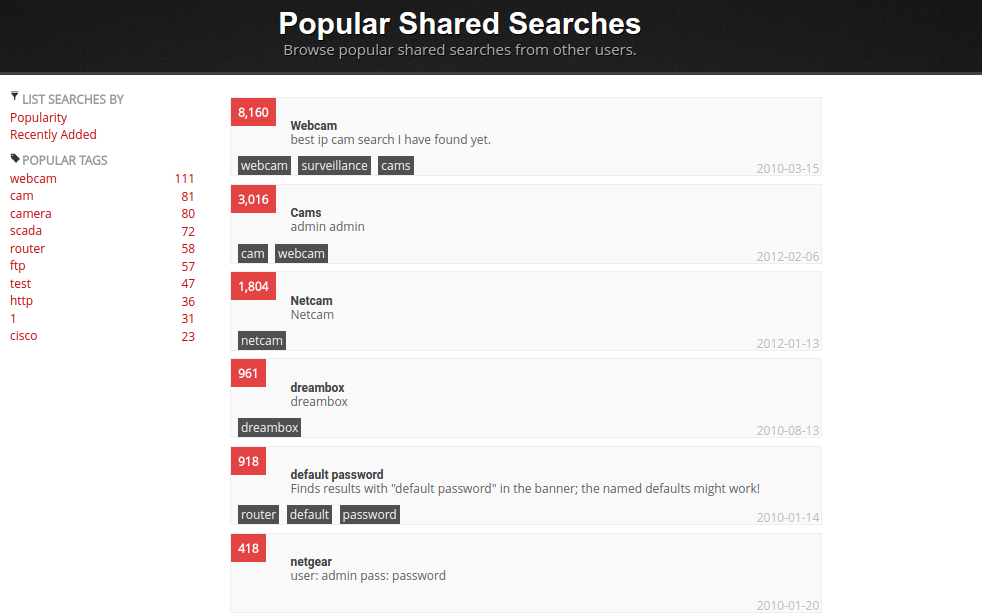 Popular Shared Searches
Browse popular shared searches from other users.
LIST SEARCHES BY
Popularity
Recently Added
POPULAR TAGS
webcam 111
cam 81
camera 80
scada 72
router 58
ftp 57
test 47
http 36
1 31
cisco 23
8,160
Webcam
best ip cam search I have found yet.
webcam surveillance cams
2010-03-15
3,016
Cams
admin admin
cam webcam
2012-02-06
1,804
Netcam
Netcam
netcam
2012-01-13
961
dreambox
dreambox
dreambox
2010-08-13
918
default password
Finds results with "default password" in the banner; the named defaults might work!
router default password
2010-01-14
418
netgear
user: admin pass: password
2010-01-20